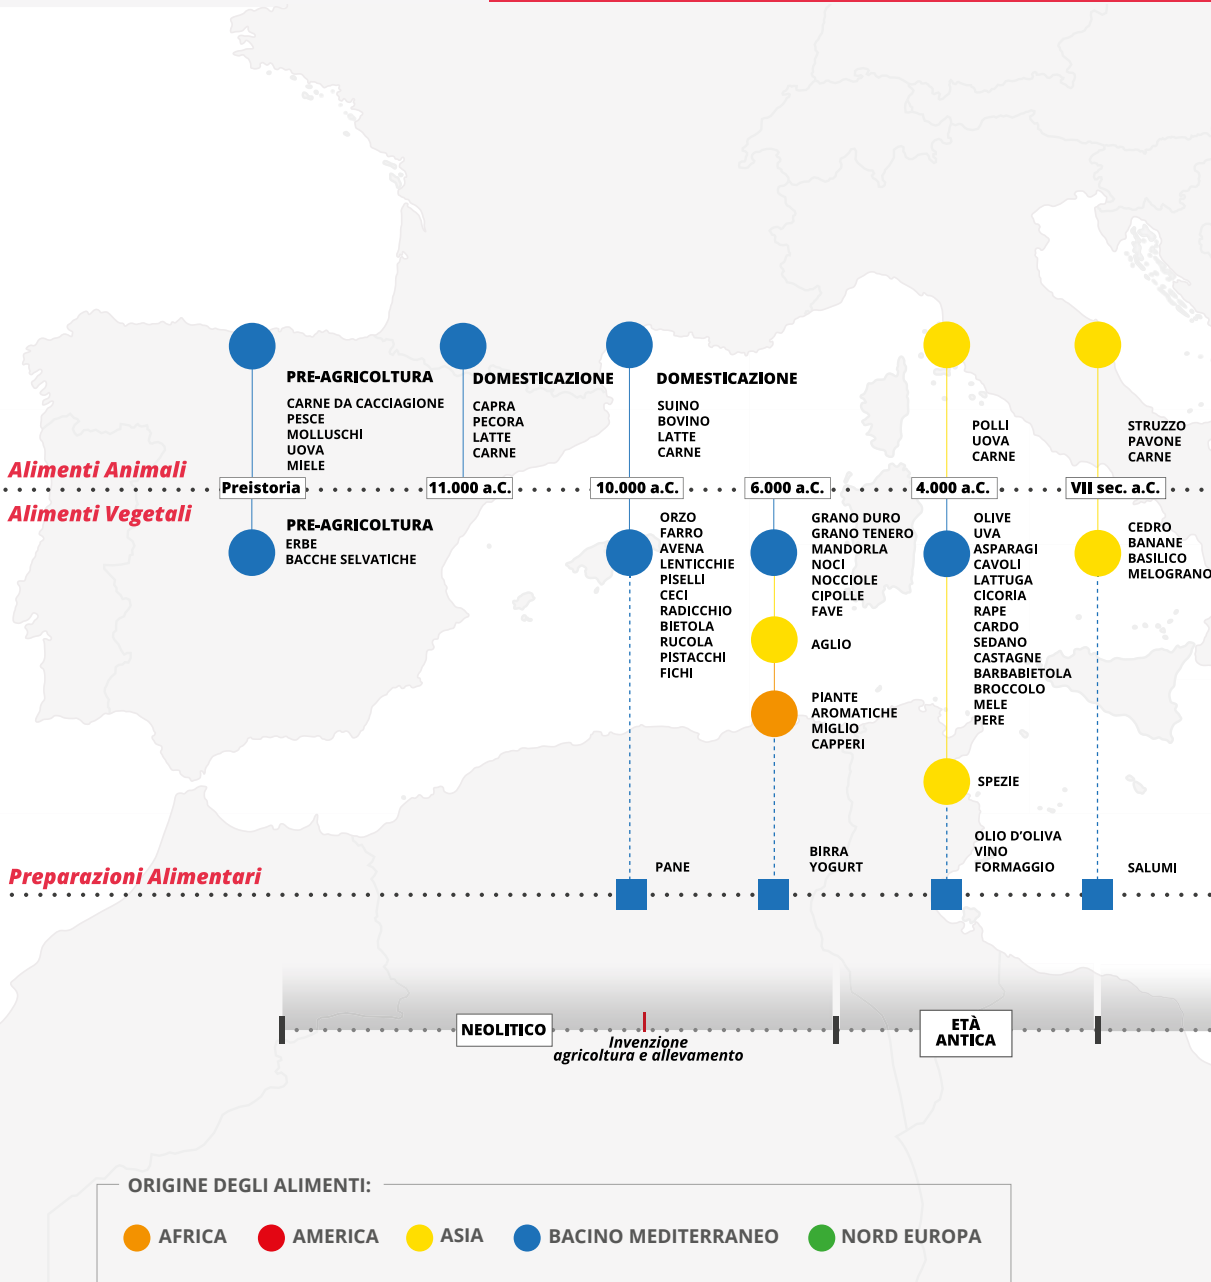 PRE-AGRICOLTURA
CARNE DA CACCIAGIONE
PESCE
MOLLUSCHI
UOVA
MIELE
DOMESTICAZIONE
CAPRA
PECORA
LATTE
CARNE
DOMESTICAZIONE
SUINO
BOVINO
LATTE
CARNE
POLLI
UOVA
CARNE
STRUZZO
PAVONE
CARNE
Alimenti Animali
Preistoria
11.000 a.C.
10.000 a.C.
6.000 a.C.
4.000 a.C.
VII sec. a.C.
Alimenti Vegetali
PRE-AGRICOLTURA
ERBE
BACCHE SELVATICHE
ORZO
FARRO
AVENA
LENTICCHIE
PISELLI
CECI
RADICCHIO
BIETOLA
RUCOLA
PISTACCHI
FICHI
GRANO DURO
GRANO TENERO
MANDORLA
NOCI
NOCCIOLE
CIPOLLE
FAVE
AGLIO
PIANTE
AROMATICHE
MIGLIO
CAPPERI
OLIVE
UVA
ASPARAGI
CAVOLI
LATTUGA
CICORIA
RAPE
CARDO
SEDANO
CASTAGNE
BARBABIETOLA
BROCCOLO
MELE
PERE
SPEZIE
CEDRO
BANANE
BASILICO
MELOGRANO
Preparazioni Alimentari
PANE
BIRRA
YOGURT
OLIO D'OLIVA
VINO
FORMAGGIO
SALUMI
NEOLITICO
Invenzione
agricoltura e allevamento
ETÀ
ANTICA
ORIGINE DEGLI ALIMENTI:
AFRICA
AMERICA
ASIA
BACINO MEDITERRANEO
NORD EUROPA